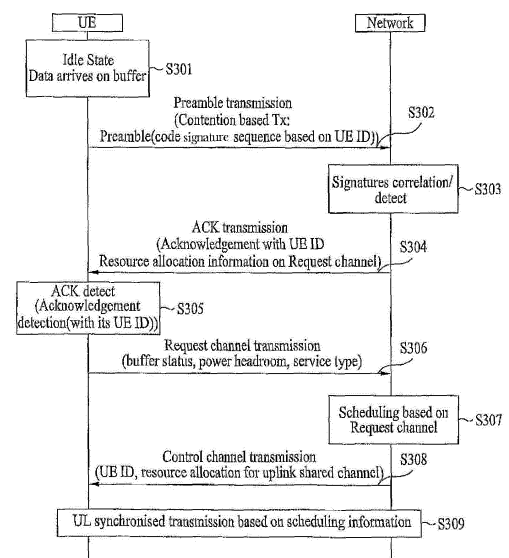 UE
Network
Idle State
Data arrives on buffer
S301
Preamble transmission
(Contention based Tx:
Preamble(code signature sequence based on UE ID))
S302
Signatures correlation/
detect
S303
ACK transmission
(Acknowledgement with UE ID
Resource allocation information on Request channel)
S304
ACK detect
(Acknowledgement
detection(with its UE ID))
S305
Request channel transmission
(buffer status, power headroom, service type)
S306
Scheduling based on
Request channel
S307
Control channel transmission
(UE ID, resource allocation for uplink shared channel)
S308
UL synchronised transmission based on scheduling information
S309